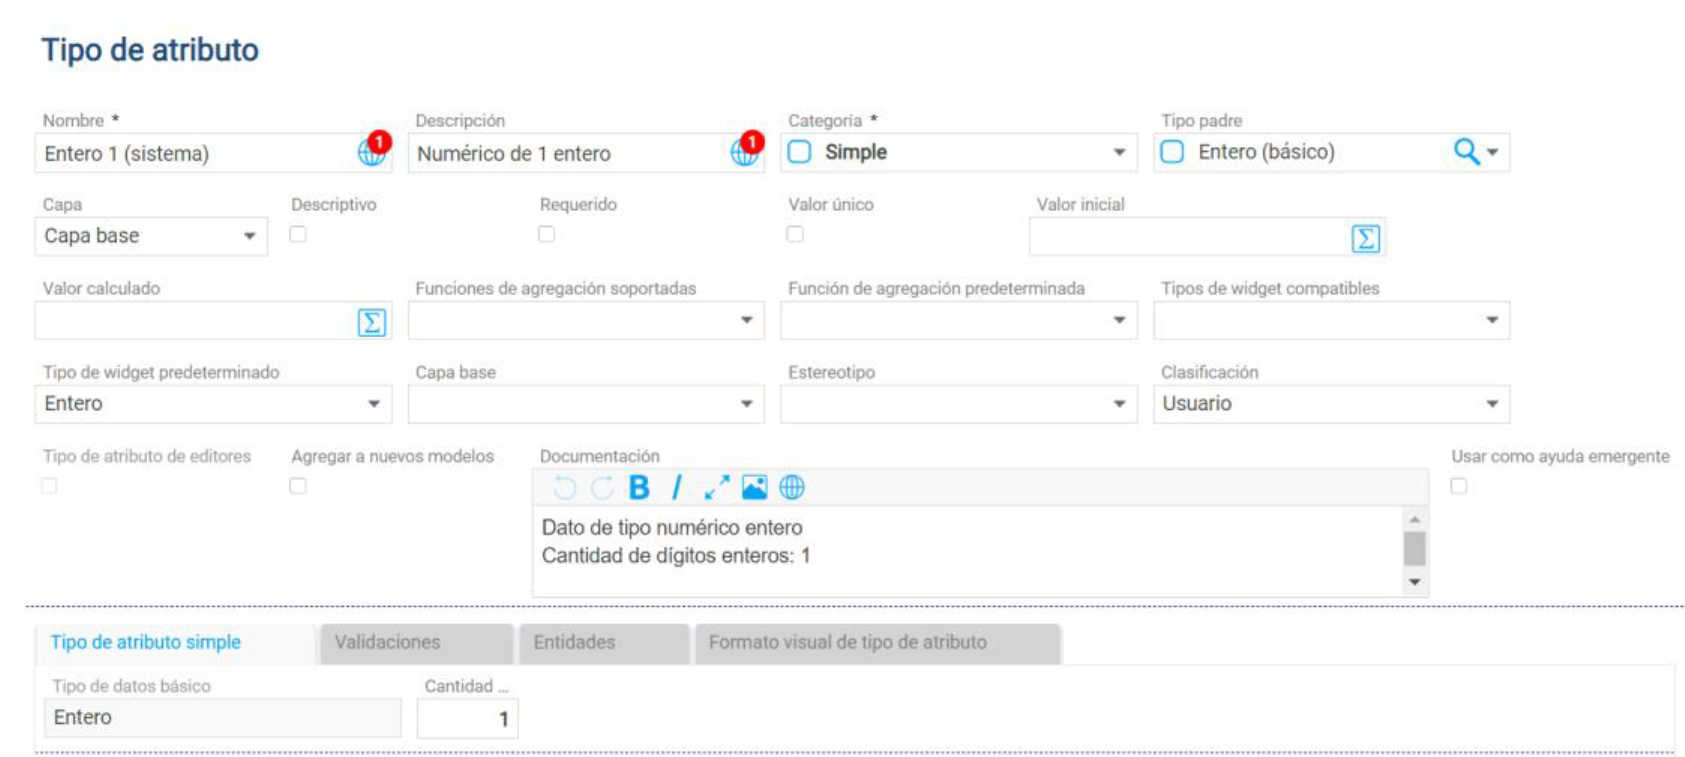 Tipo de atributo
Nombre * Descripción Categoría * Tipo padre
Entero 1 (sistema) 1 Numérico de 1 entero 1 Simple Entero (básico)
Capa Descriptivo Requerido Valor único Valor inicial
Capa base Σ
Valor calculado Funciones de agregación soportadas Función de agregación predeterminada Tipos de widget compatibles
Σ
Tipo de widget predeterminado Capa base Estereotipo Clasificación
Entero Usuario
Tipo de atributo de editores Agregar a nuevos modelos Documentación Usar como ayuda emergente
B I
Dato de tipo numérico entero
Cantidad de dígitos enteros: 1
Tipo de atributo simple Validaciones Entidades Formato visual de tipo de atributo
Tipo de datos básico Cantidad ...
Entero 1